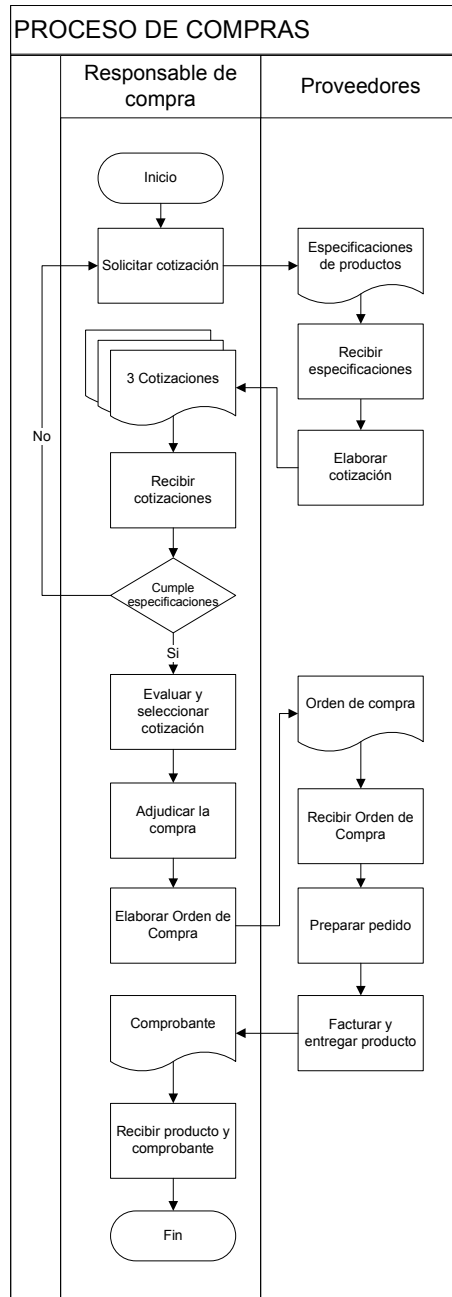 PROCESO DE COMPRAS
Responsable de
compra
Proveedores
Inicio
Solicitar cotización
Especificaciones
de productos
Recibir
especificaciones
3 Cotizaciones
Elaborar
cotización
No
Recibir
cotizaciones
Cumple
especificaciones
Si
Evaluar y
seleccionar
cotización
Orden de compra
Adjudicar la
compra
Recibir Orden de
Compra
Elaborar Orden de
Compra
Preparar pedido
Comprobante
Facturar y
entregar producto
Recibir producto y
comprobante
Fin